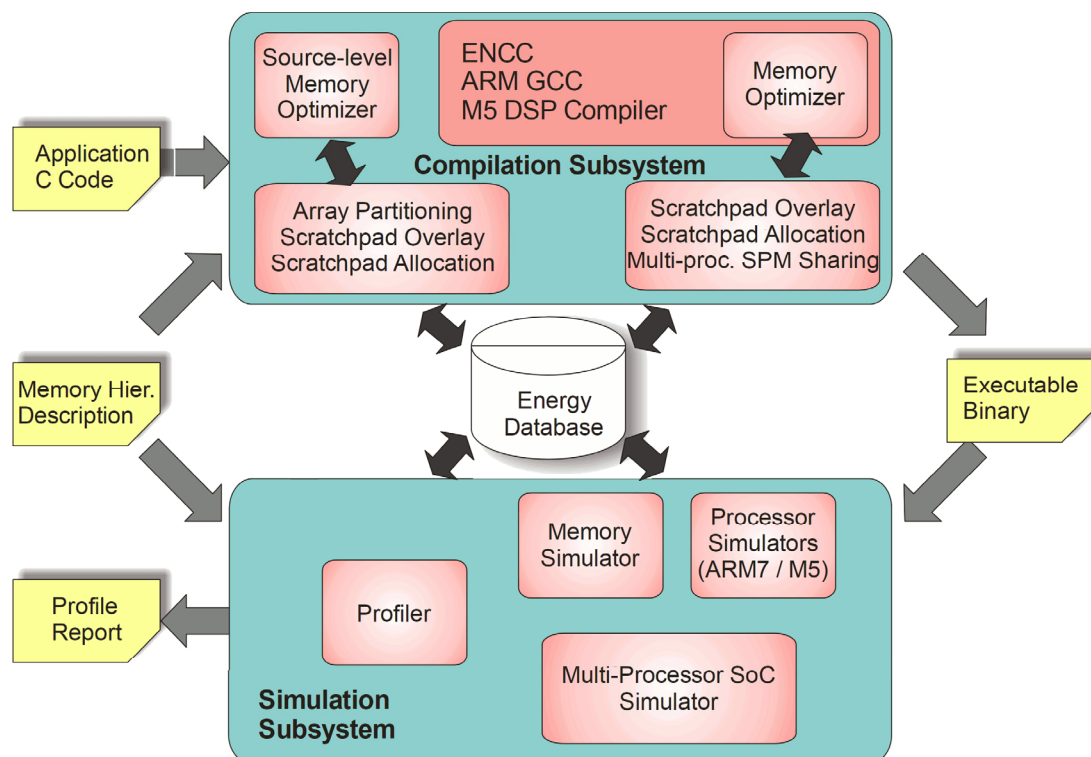 Source-level
Memory
Optimizer
ENCC
ARM GCC
M5 DSP Compiler
Memory
Optimizer
Application
C Code
Compilation Subsystem
Array Partitioning
Scratchpad Overlay
Scratchpad Allocation
Scratchpad Overlay
Scratchpad Allocation
Multi-proc. SPM Sharing
Memory Hier.
Description
Energy
Database
Executable
Binary
Memory
Simulator
Processor
Simulators
(ARM7 / M5)
Profiler
Profile
Report
Multi-Processor SoC
Simulator
Simulation
Subsystem